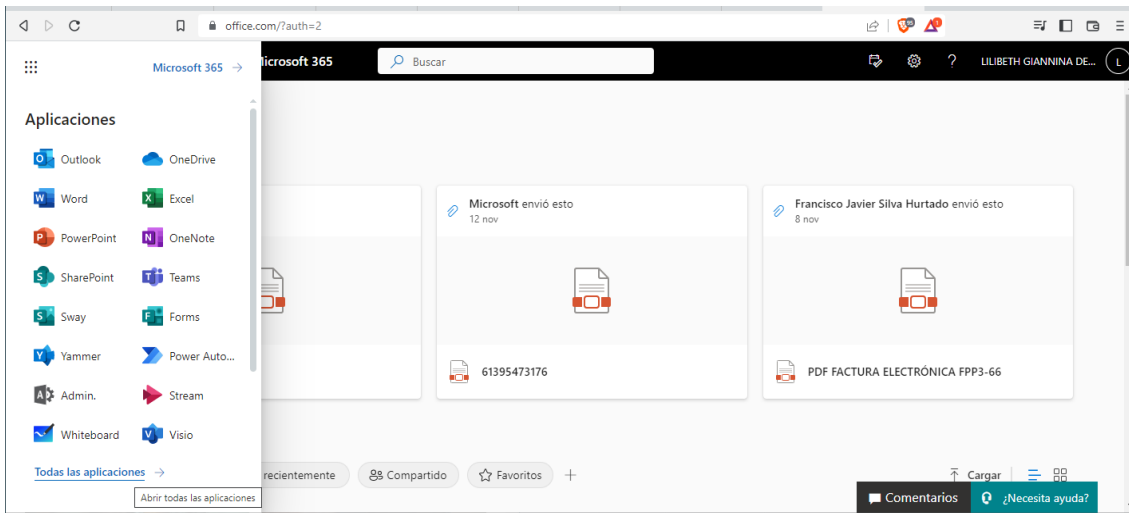 office.com/?auth=2
95
1
Microsoft 365 →
icrosoft 365
Buscar
?
LILIBETH GIANNINA DE...
L
Aplicaciones
Outlook
OneDrive
Word
Excel
PowerPoint
OneNote
SharePoint
Teams
Sway
Forms
Yammer
Power Auto...
Admin.
Stream
Whiteboard
Visio
Todas las aplicaciones →
Abrir todas las aplicaciones
Microsoft envió esto
12 nov
61395473176
Francisco Javier Silva Hurtado envió esto
8 nov
PDF FACTURA ELECTRÓNICA FPP3-66
recientemente
Compartido
Favoritos
+
Cargar
Comentarios
¿Necesita ayuda?